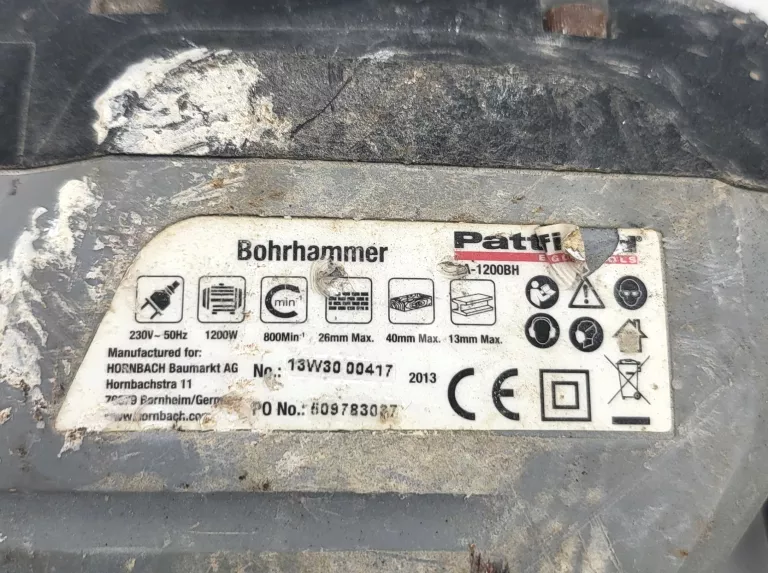 Bohrhammer
-1200BH
min⁻¹
230V~ 50Hz 1200W 800Min⁻¹ 26mm Max. 40mm Max. 13mm Max.
Manufactured for:
HORNBACH Baumarkt AG
Hornbachstra 11
No.: 13W30 00417
2013
CE
PO No.: